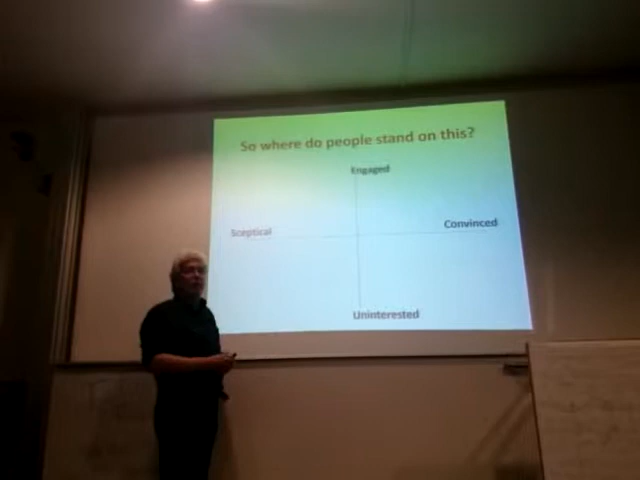 So where do people stand on this?
Engaged
Sceptical
Convinced
Uninterested